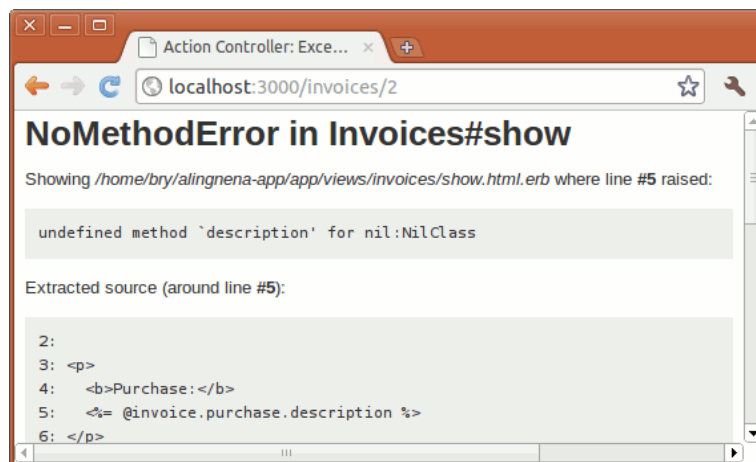 Action Controller: Exce...
localhost:3000/invoices/2
NoMethodError in Invoices#show
Showing /home/bry/alingnena-app/app/views/invoices/show.html.erb where line #5 raised:
undefined method `description' for nil:NilClass
Extracted source (around line #5):
2:
3: <p>
4:   <b>Purchase:</b>
5:   <%= @invoice.purchase.description %>
6: </p>